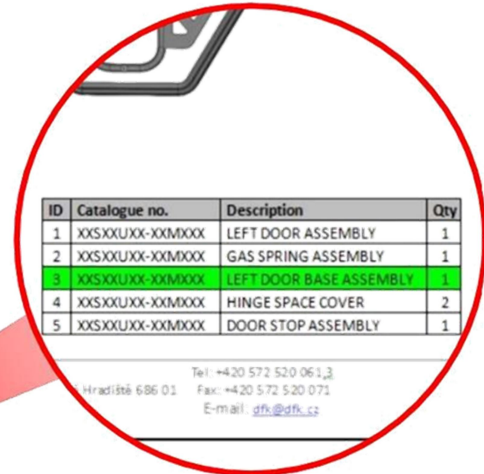 ID Catalogue no. Description Qty
1 XXSXXUXX-XXMXXX LEFT DOOR ASSEMBLY 1
2 XXSXXUXX-XXMXXX GAS SPRING ASSEMBLY 1
3 XXSXXUXX-XXMXXX LEFT DOOR BASE ASSEMBLY 1
4 XXSXXUXX-XXMXXX HINGE SPACE COVER 2
5 XXSXXUXX-XXMXXX DOOR STOP ASSEMBLY 1
Tel: +420 572 520 061,3
Hradiště 686 01 Fax: +420 572 520 071
E-mail: dfk@dfk.cz